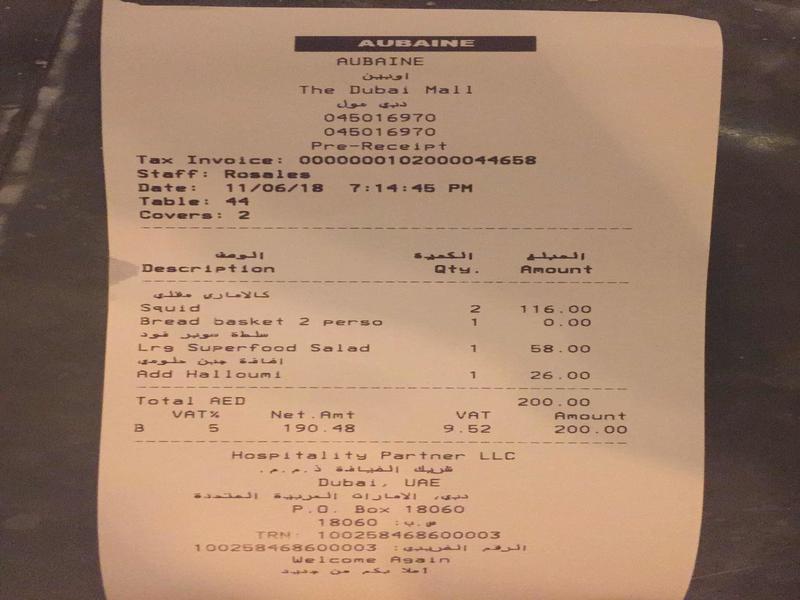 AUBAINE
AUBAINE
اوبين
The Dubai Mall
دبي مول
045016970
045016970
Pre-Receipt
Tax Invoice: 0000000102000044658
Staff: Rosales
Date: 11/06/18 7:14:45 PM
Table: 44
Covers: 2
الوصف الكمية المبلغ
Description Qty. Amount
كالاماري مقلي
Squid 2 116.00
Bread basket 2 perso 1 0.00
سلطة سوبر فود
Lrg Superfood Salad 1 58.00
اضافة جبن حلومي
Add Halloumi 1 26.00
Total AED 200.00
VAT% Net.Amt VAT Amount
B 5 190.48 9.52 200.00
Hospitality Partner LLC
شريك الضيافة ذ.م.م.
Dubai, UAE
دبي، الامارات العربية المتحدة
P.O. Box 18060
ص.ب: 18060
TRN: 100258468600003
الرقم الضريبي: 100258468600003
Welcome Again
اهلا بكم من جديد